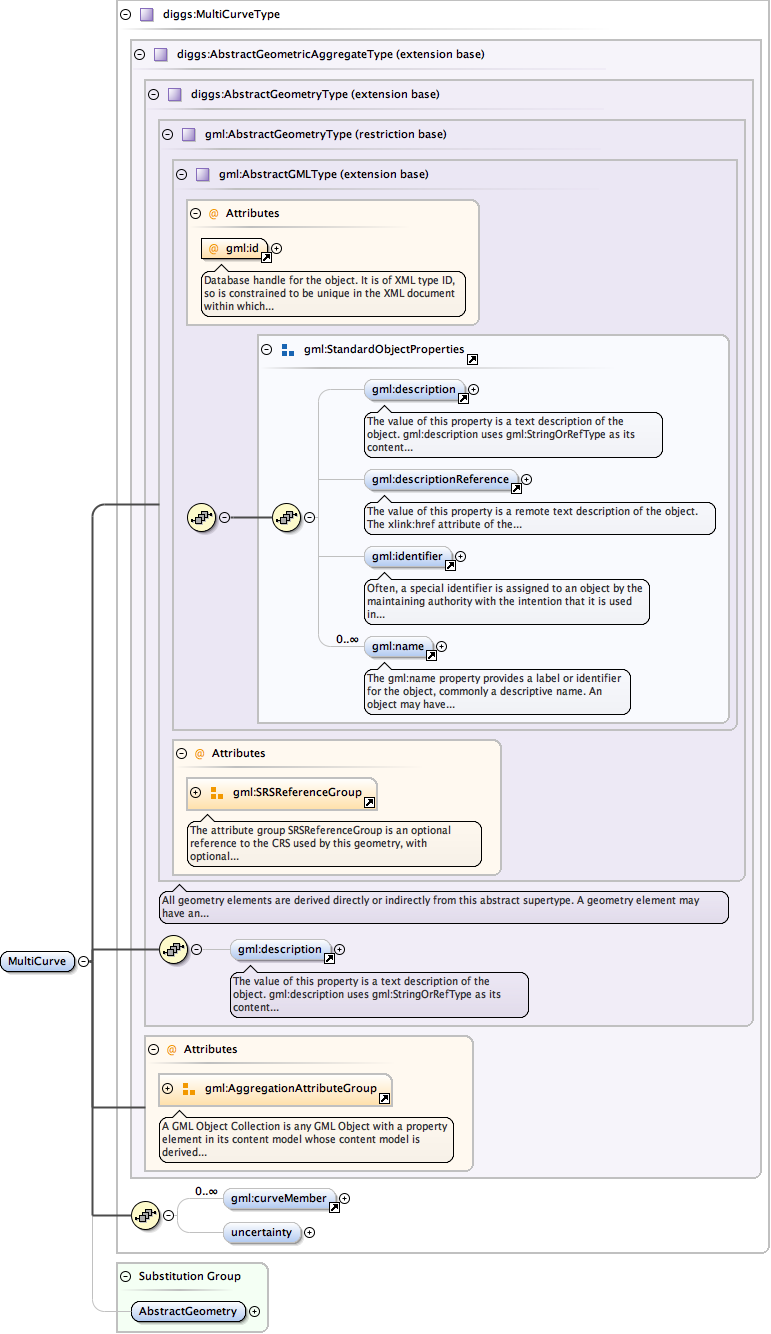 diggs:MultiCurveType
diggs:AbstractGeometricAggregateType (extension base)
diggs:AbstractGeometryType (extension base)
gml:AbstractGeometryType (restriction base)
gml:AbstractGMLType (extension base)
@ Attributes
@ gml:id
Database handle for the object. It is of XML type ID,
so is constrained to be unique in the XML document
within which...
gml:StandardObjectProperties
gml:description
The value of this property is a text description of the
object. gml:description uses gml:StringOrRefType as its
content...
gml:descriptionReference
The value of this property is a remote text description of the object.
The xlink:href attribute of the...
gml:identifier
Often, a special identifier is assigned to an object by the
maintaining authority with the intention that it is used
in...
0..∞
gml:name
The gml:name property provides a label or identifier
for the object, commonly a descriptive name. An
object may have...
@ Attributes
gml:SRSReferenceGroup
The attribute group SRSReferenceGroup is an optional
reference to the CRS used by this geometry, with
optional...
All geometry elements are derived directly or indirectly from this abstract supertype. A geometry element may
have an...
MultiCurve
gml:description
The value of this property is a text description of the
object. gml:description uses gml:StringOrRefType as its
content...
@ Attributes
gml:AggregationAttributeGroup
A GML Object Collection is any GML Object with a property
element in its content model whose content model is
derived...
0..∞
gml:curveMember
uncertainty
Substitution Group
AbstractGeometry